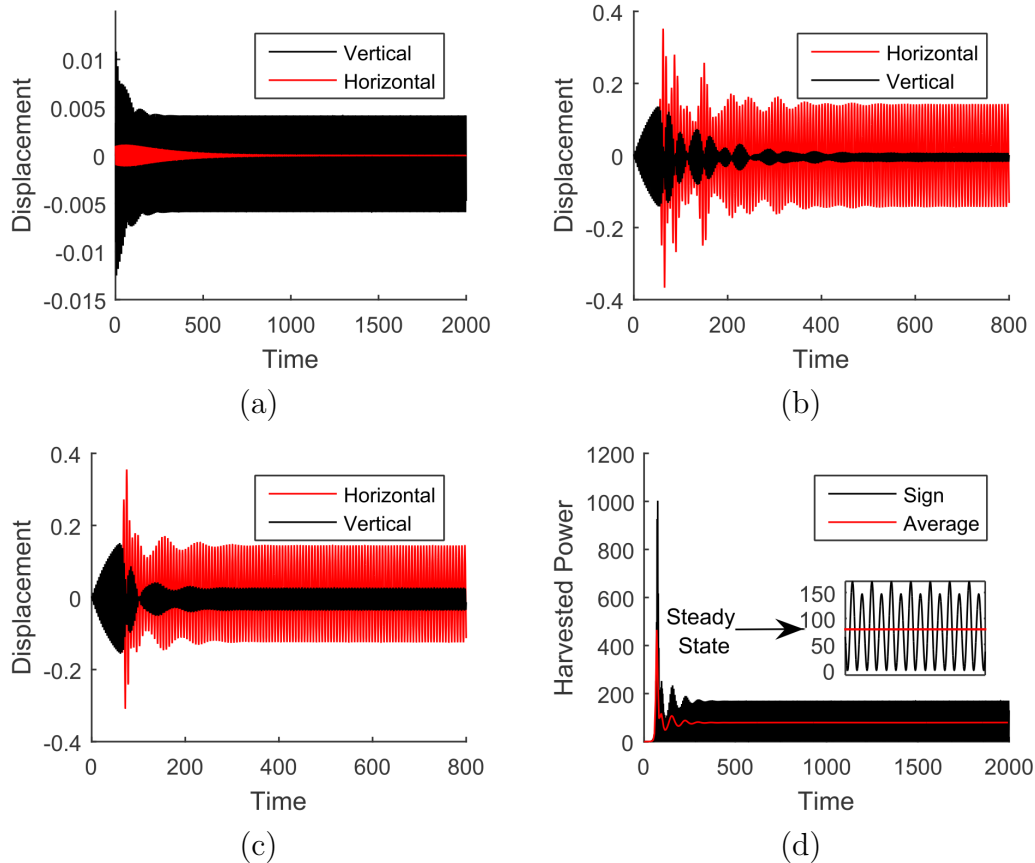 0.01
0.005
0
-0.005
-0.01
-0.015
Displacement
Vertical
Horizontal
0
500
1000
1500
2000
Time
(a)
0.4
0.2
0
-0.2
-0.4
Displacement
Horizontal
Vertical
0
200
400
600
800
Time
(b)
0.4
0.2
0
-0.2
-0.4
Displacement
Horizontal
Vertical
0
200
400
600
800
Time
(c)
1200
1000
800
600
400
200
0
Harvested Power
Sign
Average
Steady
State
150
100
50
0
0
500
1000
1500
2000
Time
(d)